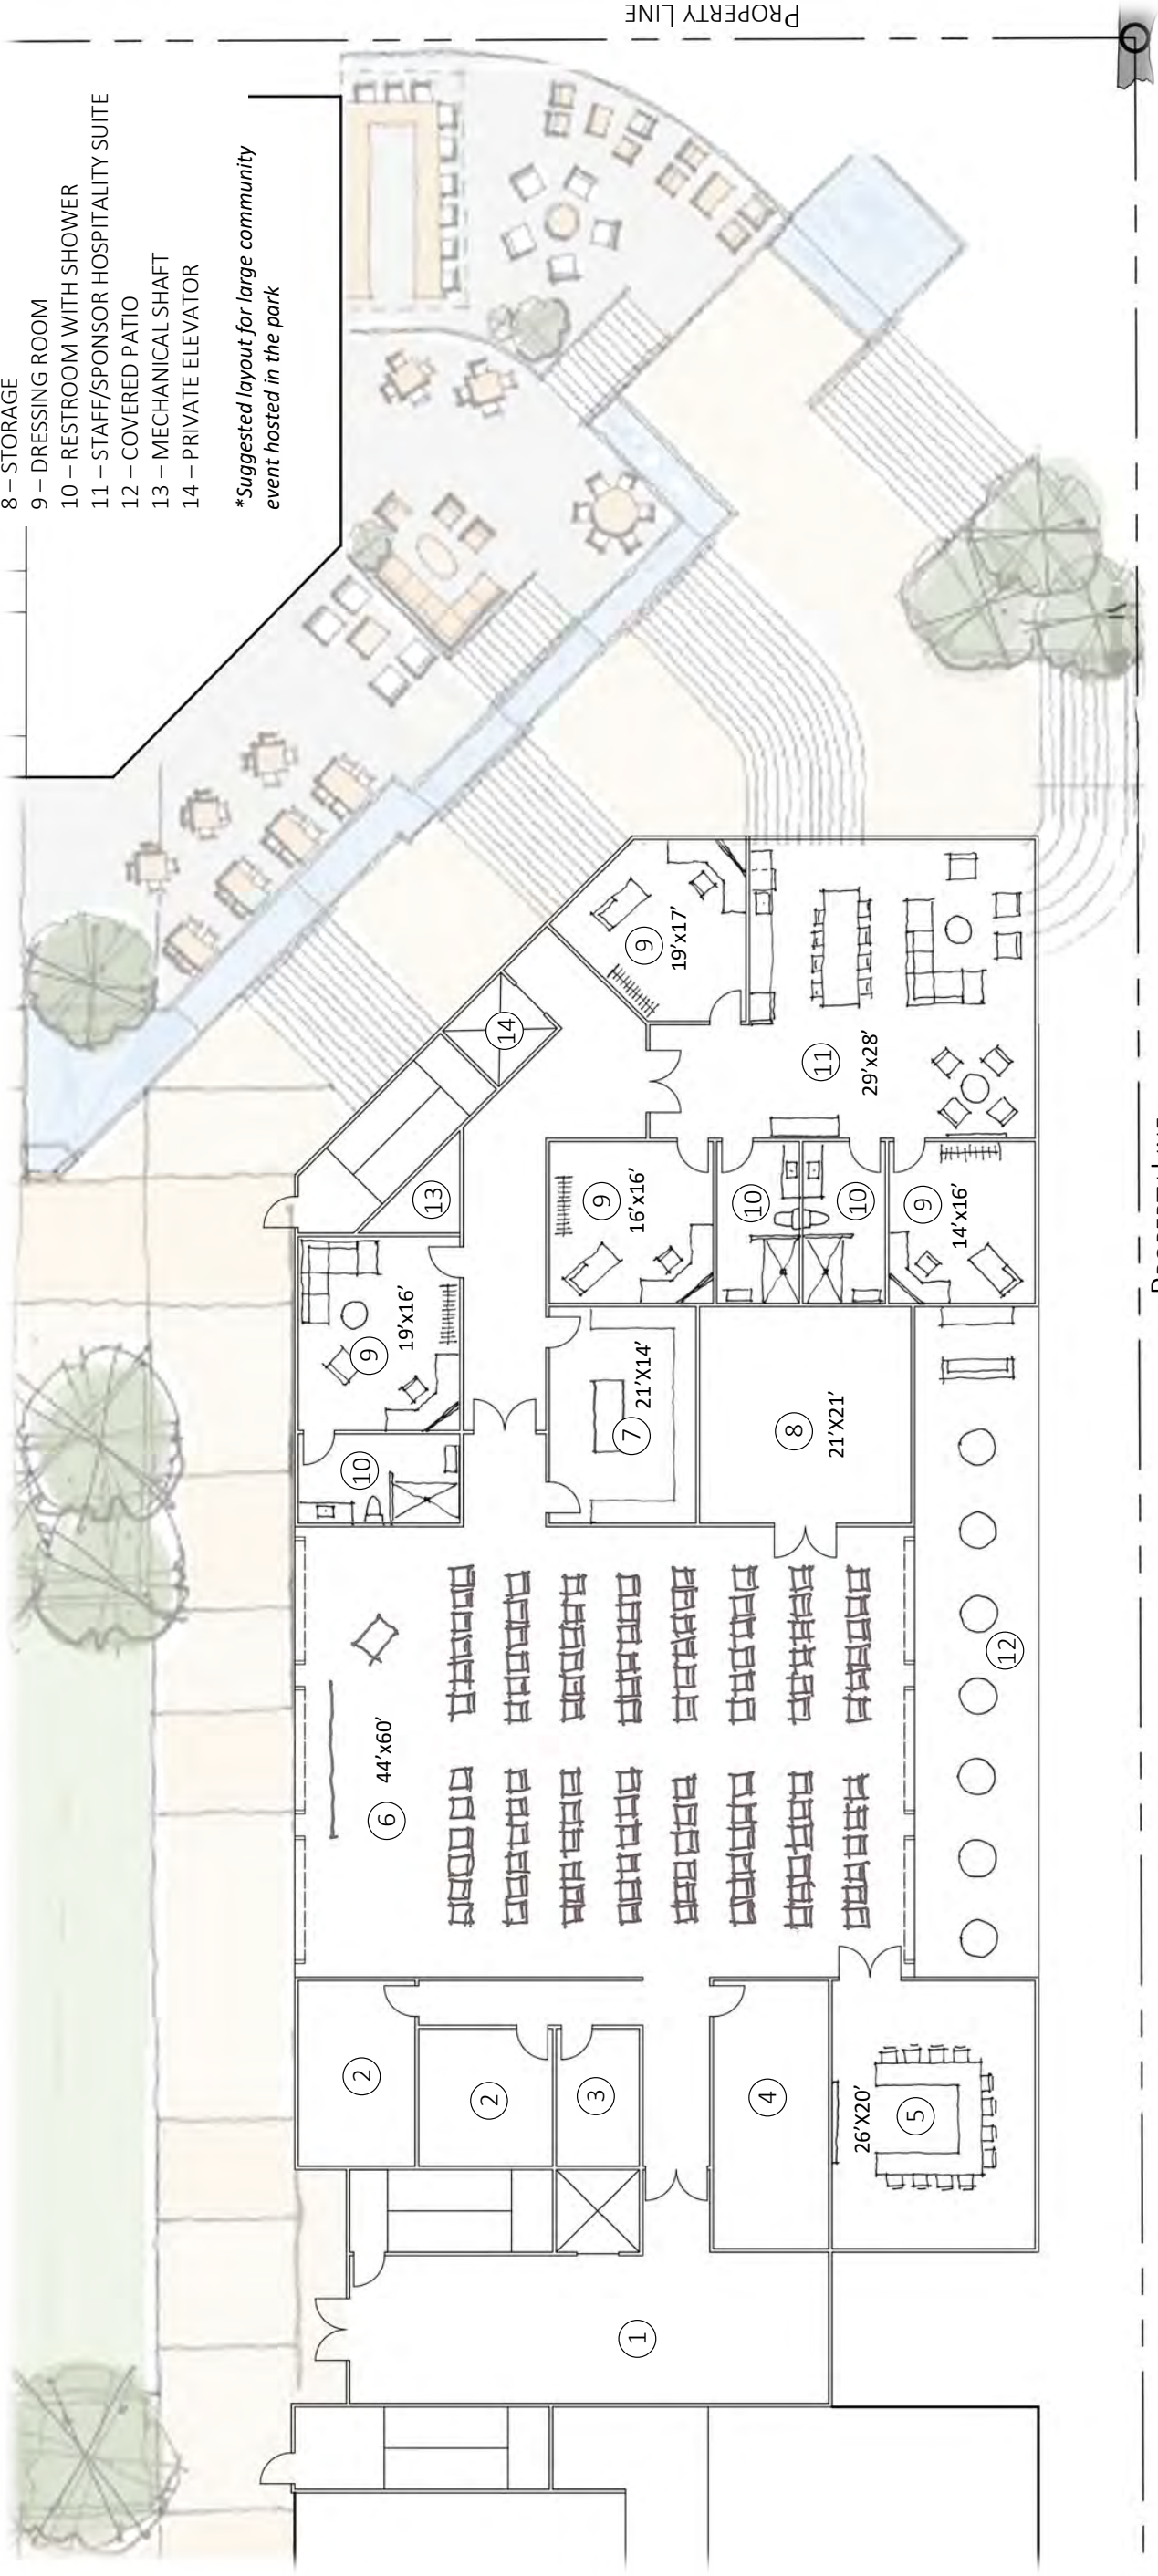 8 – STORAGE
9 – DRESSING ROOM
10 – RESTROOM WITH SHOWER
11 – STAFF/SPONSOR HOSPITALITY SUITE
12 – COVERED PATIO
13 – MECHANICAL SHAFT
14 – PRIVATE ELEVATOR
*Suggested layout for large community
event hosted in the park
PROPERTY LINE
1
2
2
3
4
5
26'X20'
6
44'x60'
12
10
9
19'x16'
7
21'X14'
8
21'X21'
13
14
9
16'x16'
10
10
9
14'x16'
11
29'x28'
9
19'x17'
PROPERTY LINE